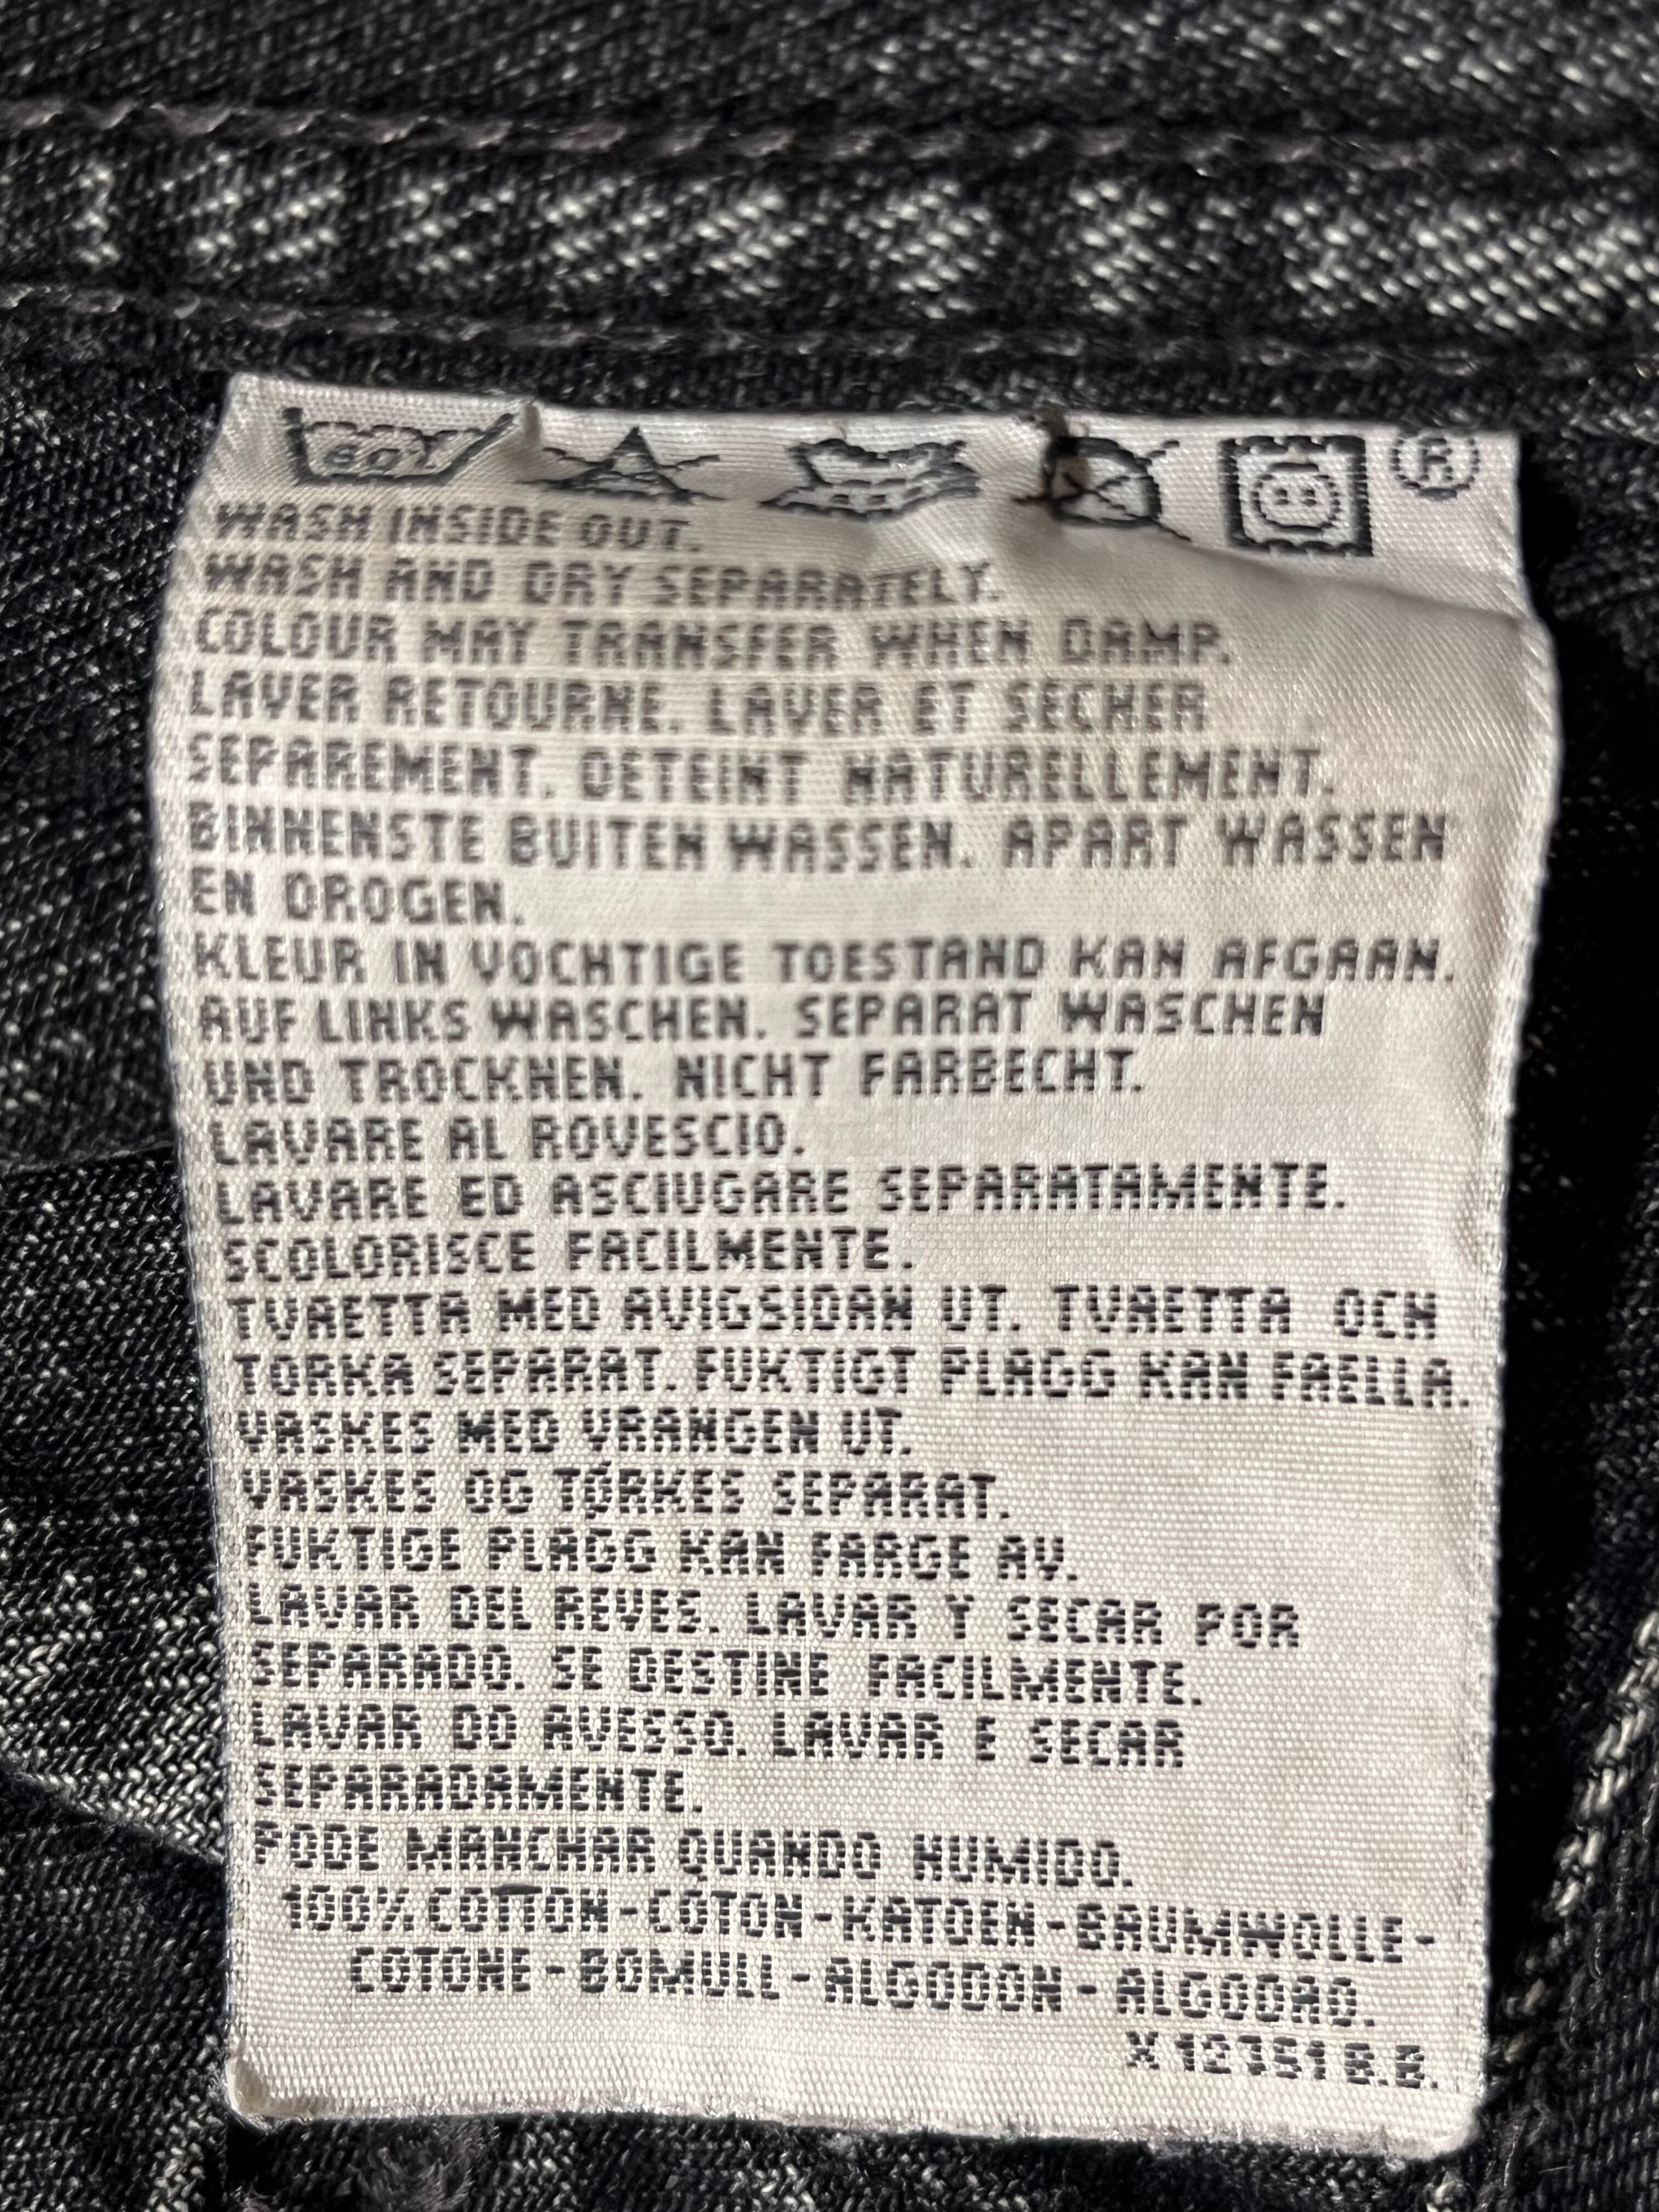 60
®
WASH INSIDE OUT.
WASH AND DRY SEPARATELY.
COLOUR MAY TRANSFER WHEN DAMP.
LAVER RETOURNE. LAVER ET SECHER
SEPAREMENT. DETEINT NATURELLEMENT.
BINNENSTE BUITEN WASSEN. APART WASSEN
EN DROGEN.
KLEUR IN VOCHTIGE TOESTAND KAN AFGAAN.
AUF LINKS WASCHEN. SEPARAT WASCHEN
UND TROCKNEN. NICHT FARBECHT.
LAVARE AL ROVESCIO.
LAVARE ED ASCIUGARE SEPARATAMENTE.
SCOLORISCE FACILMENTE.
TVAETTA MED AVIGSIDAN UT. TVAETTA OCH
TORKA SEPARAT. FUKTIGT PLAGG KAN FAELLA.
VASKES MED VRANGEN UT.
VASKES OG TØRKES SEPARAT.
FUKTIGE PLAGG KAN FARGE AV.
LAVAR DEL REVES. LAVAR Y SECAR POR
SEPARADO. SE DESTINE FACILMENTE.
LAVAR DO AVESSO. LAVAR E SECAR
SEPARADAMENTE.
PODE MANCHAR QUANDO HUMIDO.
100% COTTON-COTON-KATOEN-BAUMWOLLE-
COTONE-BOMULL-ALGODON-ALGODAO.
B.B.